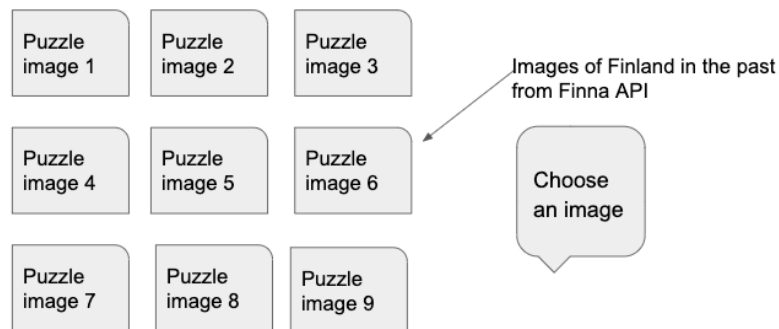 Puzzle
image 1
Puzzle
image 2
Puzzle
image 3
Images of Finland in the past
from Finna API
Puzzle
image 4
Puzzle
image 5
Puzzle
image 6
Choose
an image
Puzzle
image 7
Puzzle
image 8
Puzzle
image 9